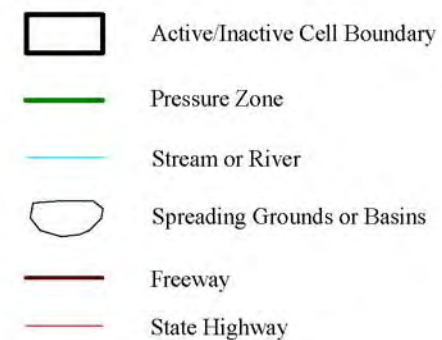 Active/Inactive Cell Boundary
Pressure Zone
Stream or River
Spreading Grounds or Basins
Freeway
State Highway